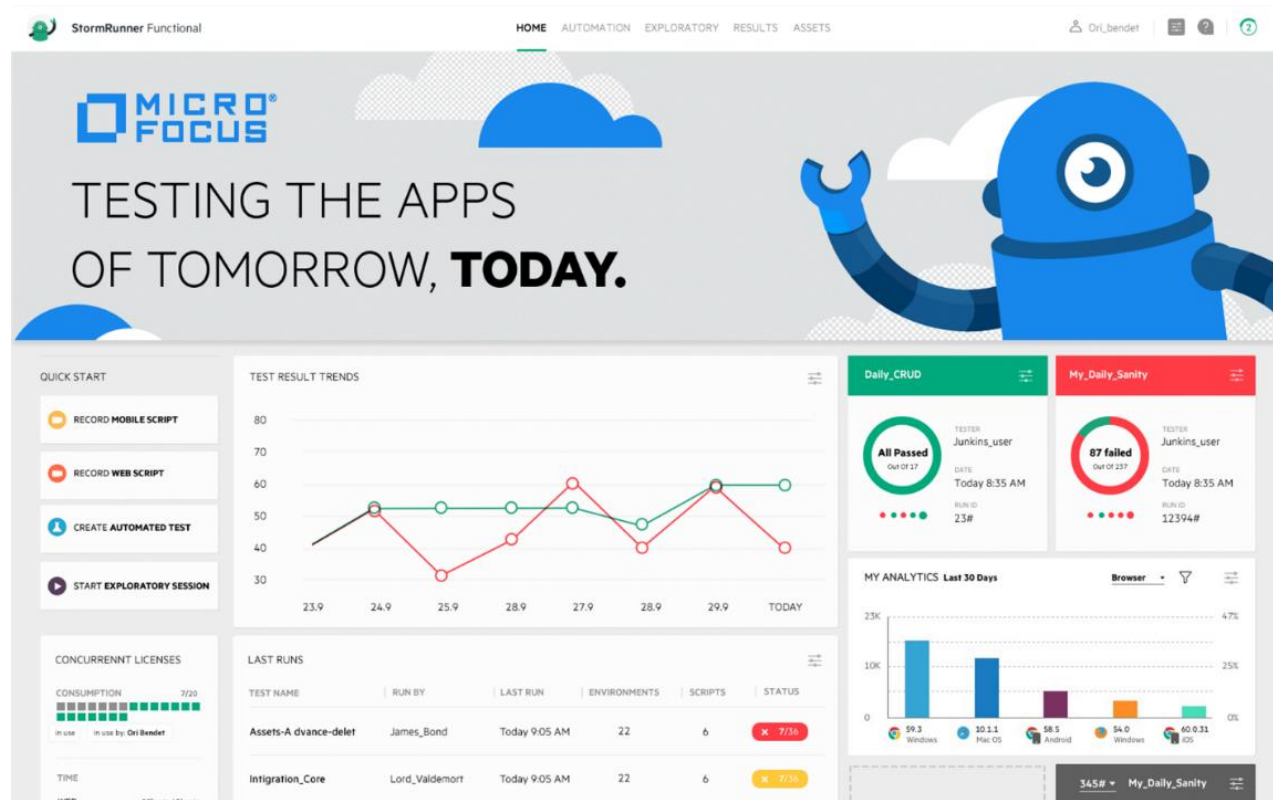 StormRunner Functional
HOME AUTOMATION EXPLORATORY RESULTS ASSETS
Ori_bendet
?
2
MICRO®
FOCUS
TESTING THE APPS
OF TOMORROW, TODAY.
QUICK START
RECORD MOBILE SCRIPT
RECORD WEB SCRIPT
CREATE AUTOMATED TEST
START EXPLORATORY SESSION
TEST RESULT TRENDS
80
70
60
50
40
30
23.9 24.9 25.9 28.9 27.9 28.9 29.9 TODAY
Daily_CRUD
All Passed
Out Of 17
TESTER
Junkins_user
DATE
Today 8:35 AM
RUN ID
23#
My_Daily_Sanity
87 failed
Out Of 237
TESTER
Junkins_user
DATE
Today 8:35 AM
RUN ID
12394#
MY ANALYTICS Last 30 Days
Browser
23K 47%
10K 25%
0 0%
59.3 10.1.1 58.5 54.0 60.0.31
Windows Mac OS Android Windows iOS
CONCURRENNT LICENSES
CONSUMPTION 7/20
in use in use by: Ori Bendet
TIME
LAST RUNS
TEST NAME RUN BY LAST RUN ENVIRONMENTS SCRIPTS STATUS
Assets-A dvance-delet James_Bond Today 9:05 AM 22 6 × 7/36
Intigration_Core Lord_Valdemort Today 9:05 AM 22 6 × 7/36
345# My_Daily_Sanity